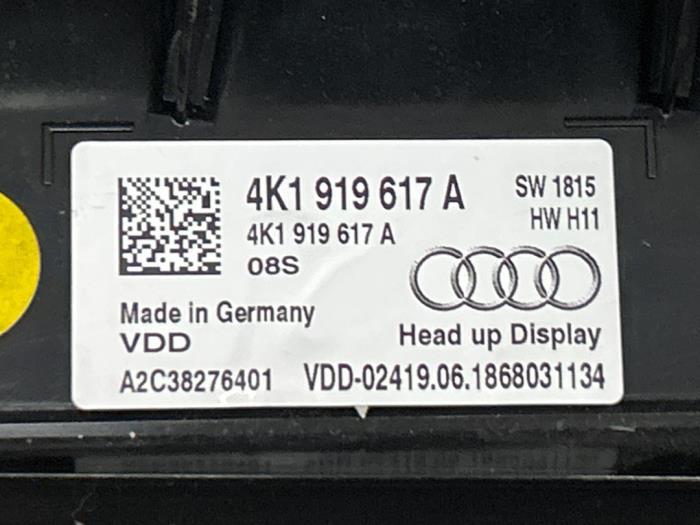 4K1 919 617 A SW 1815
4K1 919 617 A HW H11
08S
Made in Germany
VDD Head up Display
A2C38276401 VDD-02419.06.1868031134